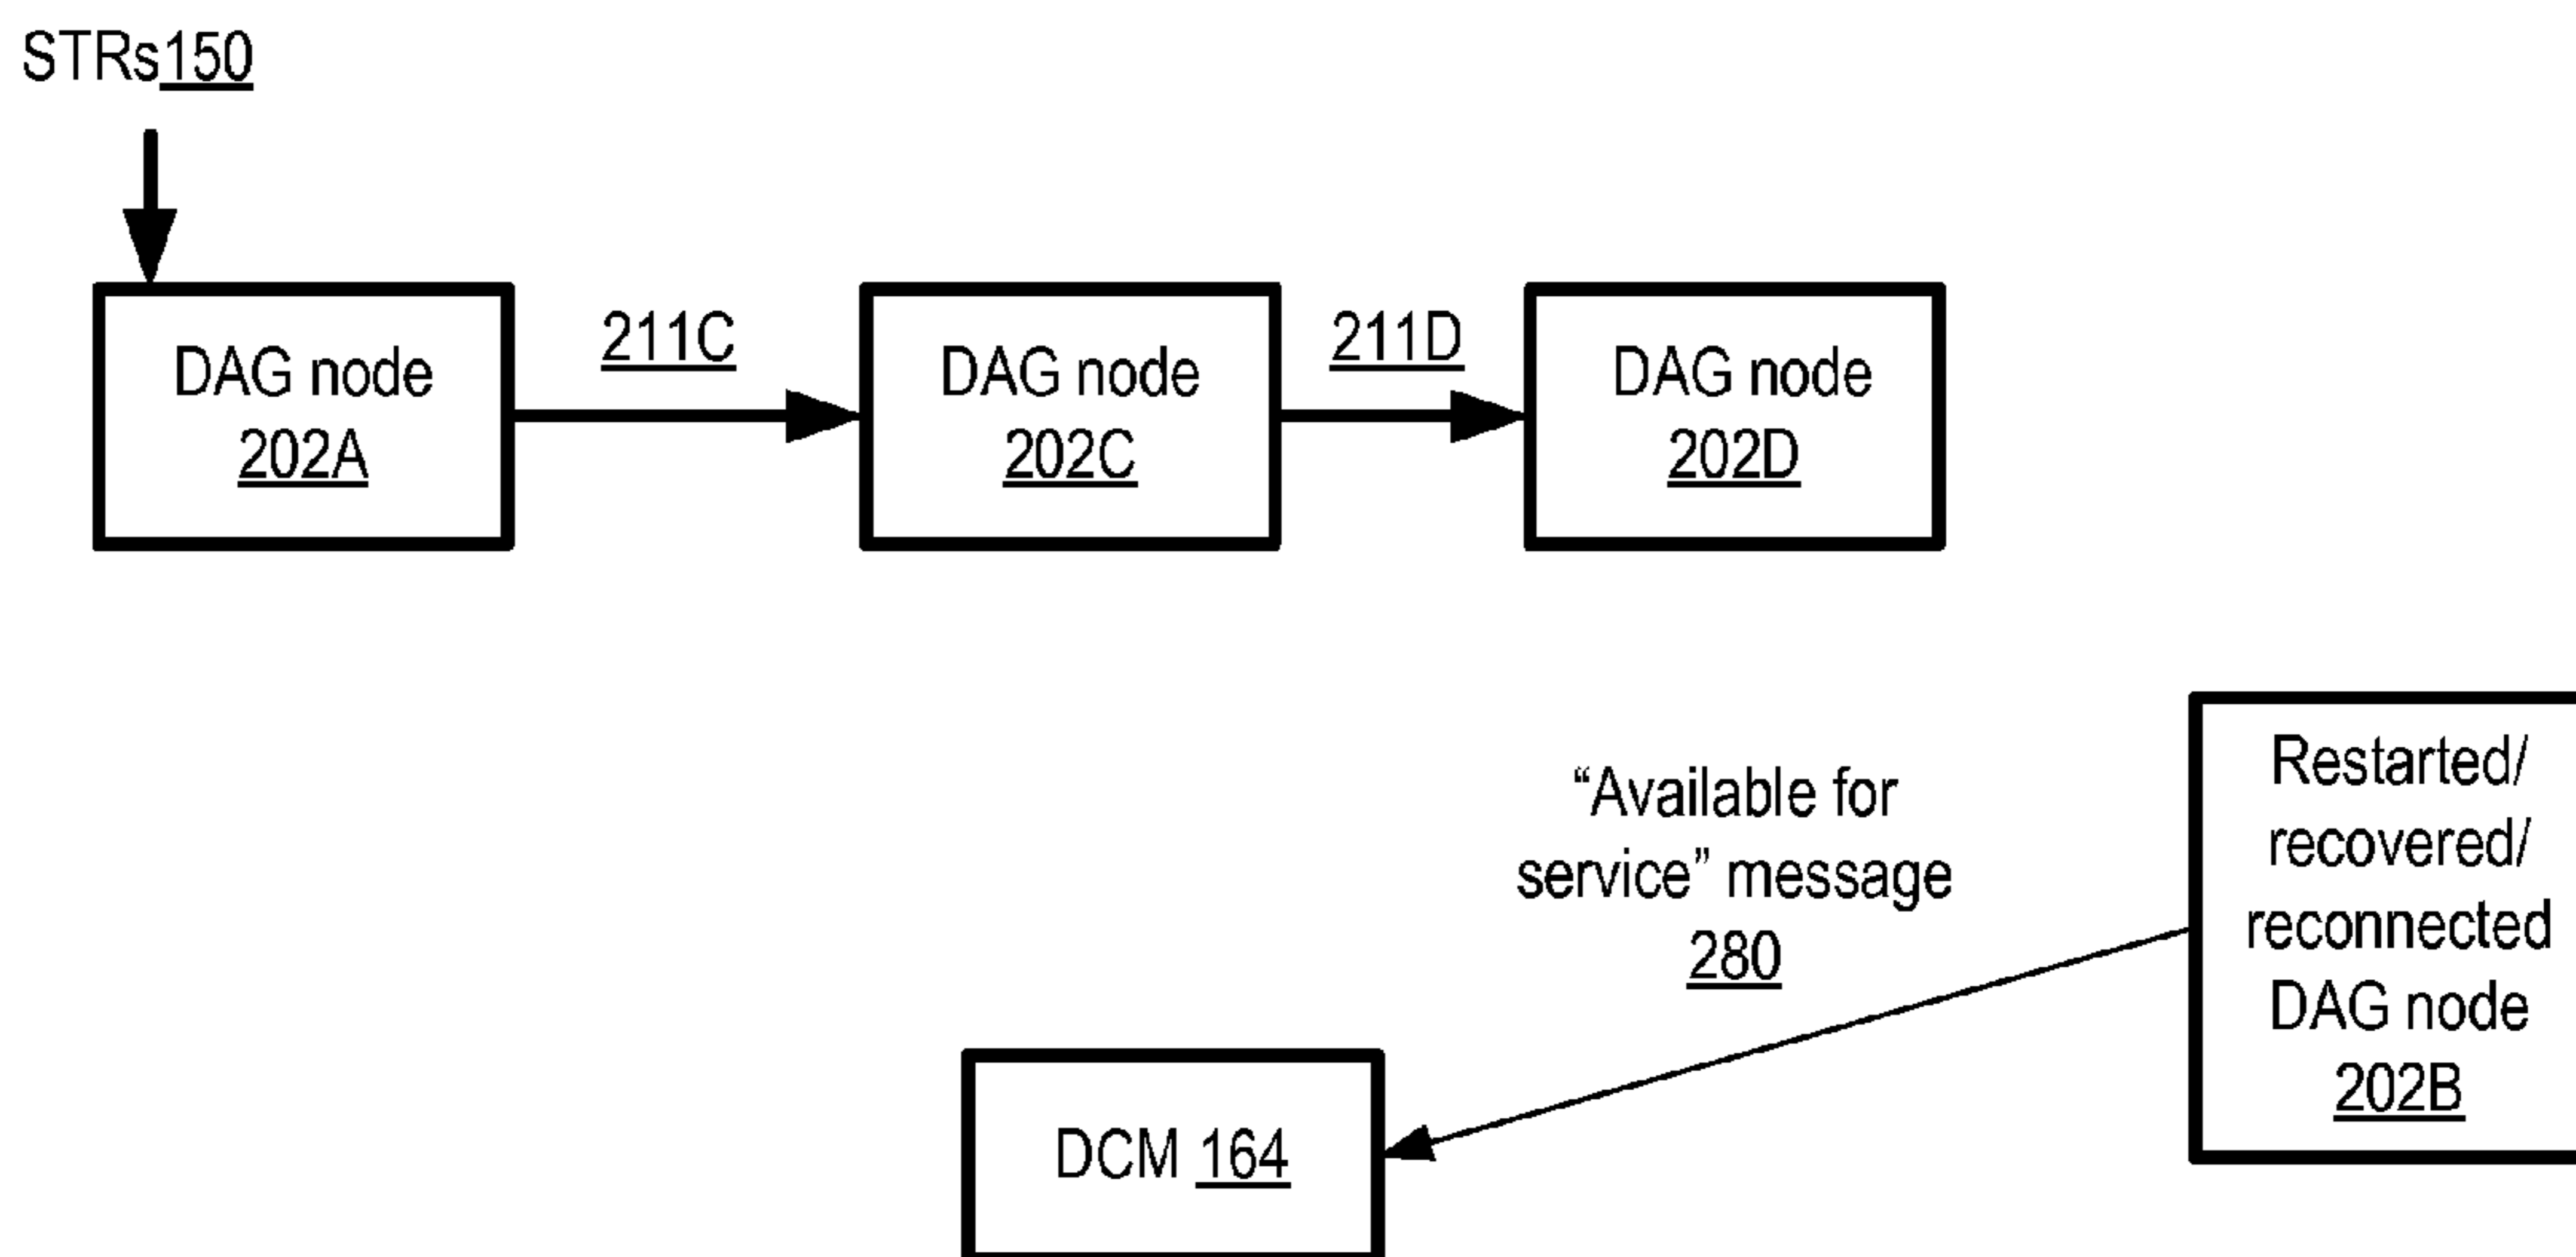 STRs150
DAG node
202A
211C
DAG node
202C
211D
DAG node
202D
“Available for
service” message
280
Restarted/
recovered/
reconnected
DAG node
202B
DCM 164